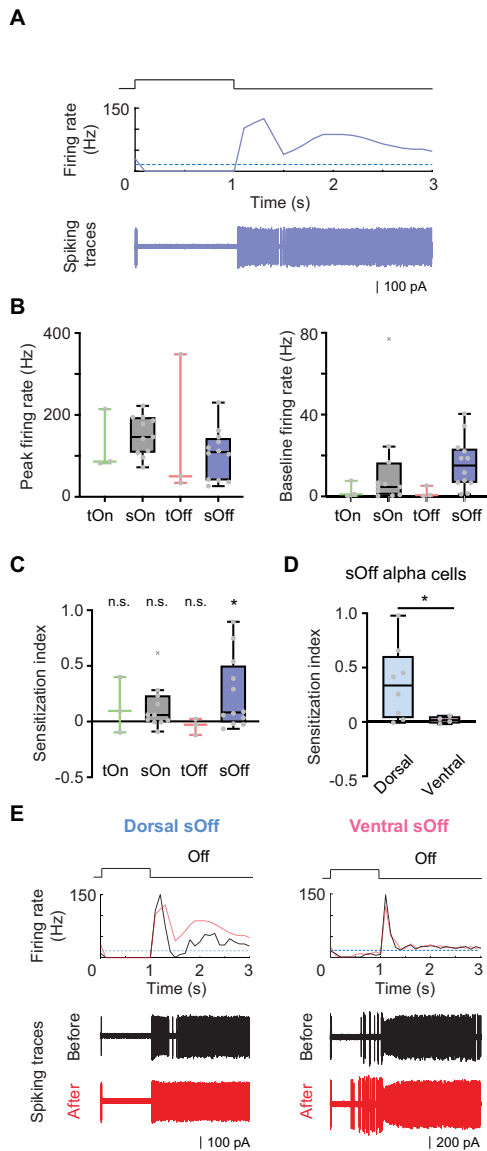 A
150
Firing rate
(Hz)
0
1
2
3
Time (s)
Spiking
traces
100 pA
B
Peak firing rate (Hz)
400
200
0
tOn
sOn
tOff
sOff
Baseline firing rate (Hz)
80
40
20
0
tOn
sOn
tOff
sOff
C
n.s.
n.s.
n.s.
*
Sensitization index
1.0
0.5
0
-0.5
tOn
sOn
tOff
sOff
D
sOff alpha cells
*
Sensitization index
1.0
0.5
0
-0.5
Dorsal
Ventral
E
Dorsal sOff
Ventral sOff
Off
Off
Firing rate
(Hz)
150
0
1
2
3
Time (s)
150
0
1
2
3
Time (s)
Spiking traces
Before
After
100 pA
Before
After
200 pA